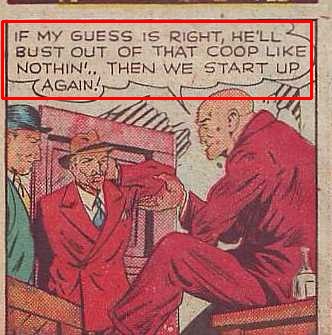 IF MY GUESS IS RIGHT, HE'LL
BUST OUT OF THAT COOP LIKE
NOTHIN'.. THEN WE START UP
AGAIN!